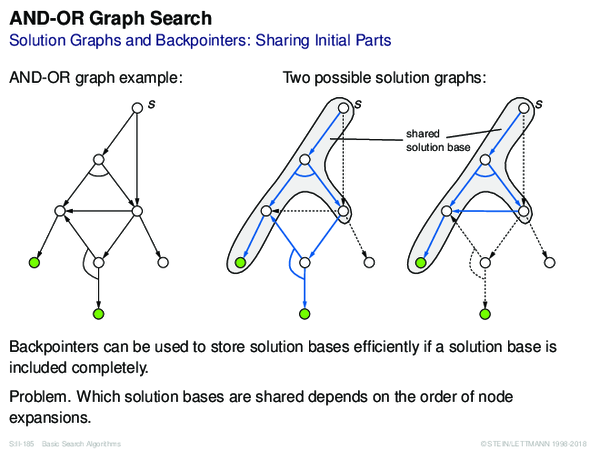 AND-OR Graph Search
Solution Graphs and Backpointers: Sharing Initial Parts
AND-OR graph example:
Two possible solution graphs:
s
s
s
shared
solution base
Backpointers can be used to store solution bases efficiently if a solution base is
included completely.
Problem. Which solution bases are shared depends on the order of node
expansions.
S:II-185 Basic Search Algorithms
© STEIN/LETTMANN 1998-2018